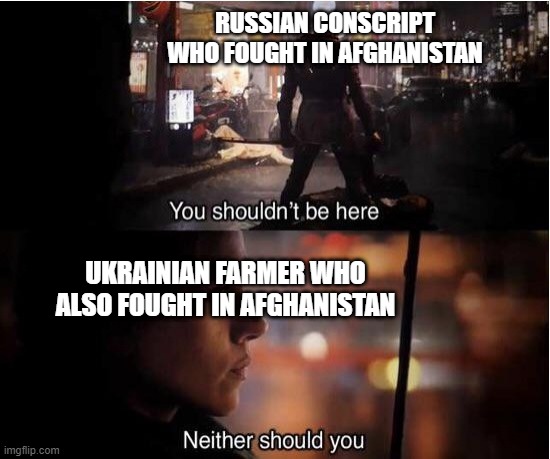 RUSSIAN CONSCRIPT
WHO FOUGHT IN AFGHANISTAN
You shouldn't be here
UKRAINIAN FARMER WHO
ALSO FOUGHT IN AFGHANISTAN
Neither should you
imgflip.com